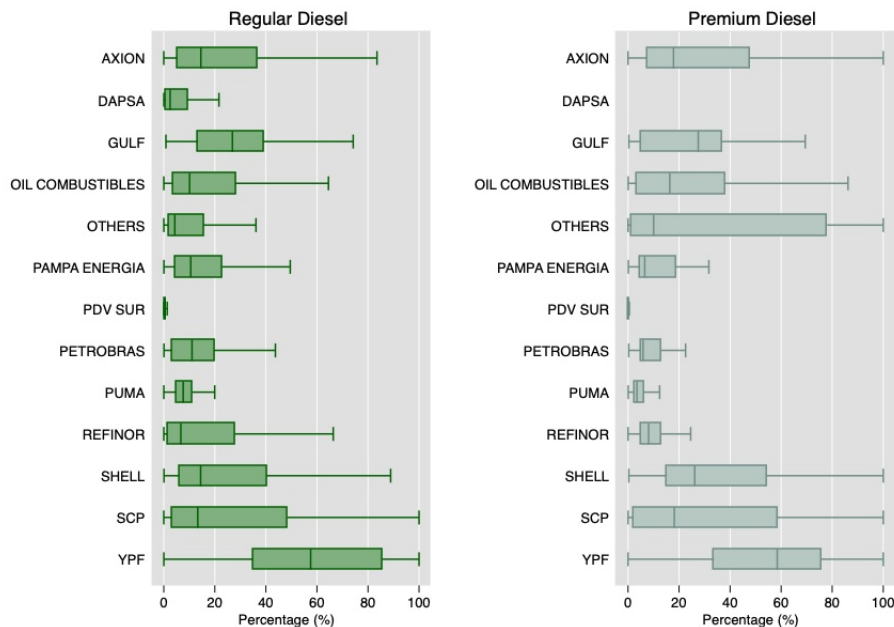 Regular Diesel
AXION
DAPSA
GULF
OIL COMBUSTIBLES
OTHERS
PAMPA ENERGIA
PDV SUR
PETROBRAS
PUMA
REFINOR
SHELL
SCP
YPF
0 20 40 60 80 100
Percentage (%)
Premium Diesel
AXION
DAPSA
GULF
OIL COMBUSTIBLES
OTHERS
PAMPA ENERGIA
PDV SUR
PETROBRAS
PUMA
REFINOR
SHELL
SCP
YPF
0 20 40 60 80 100
Percentage (%)